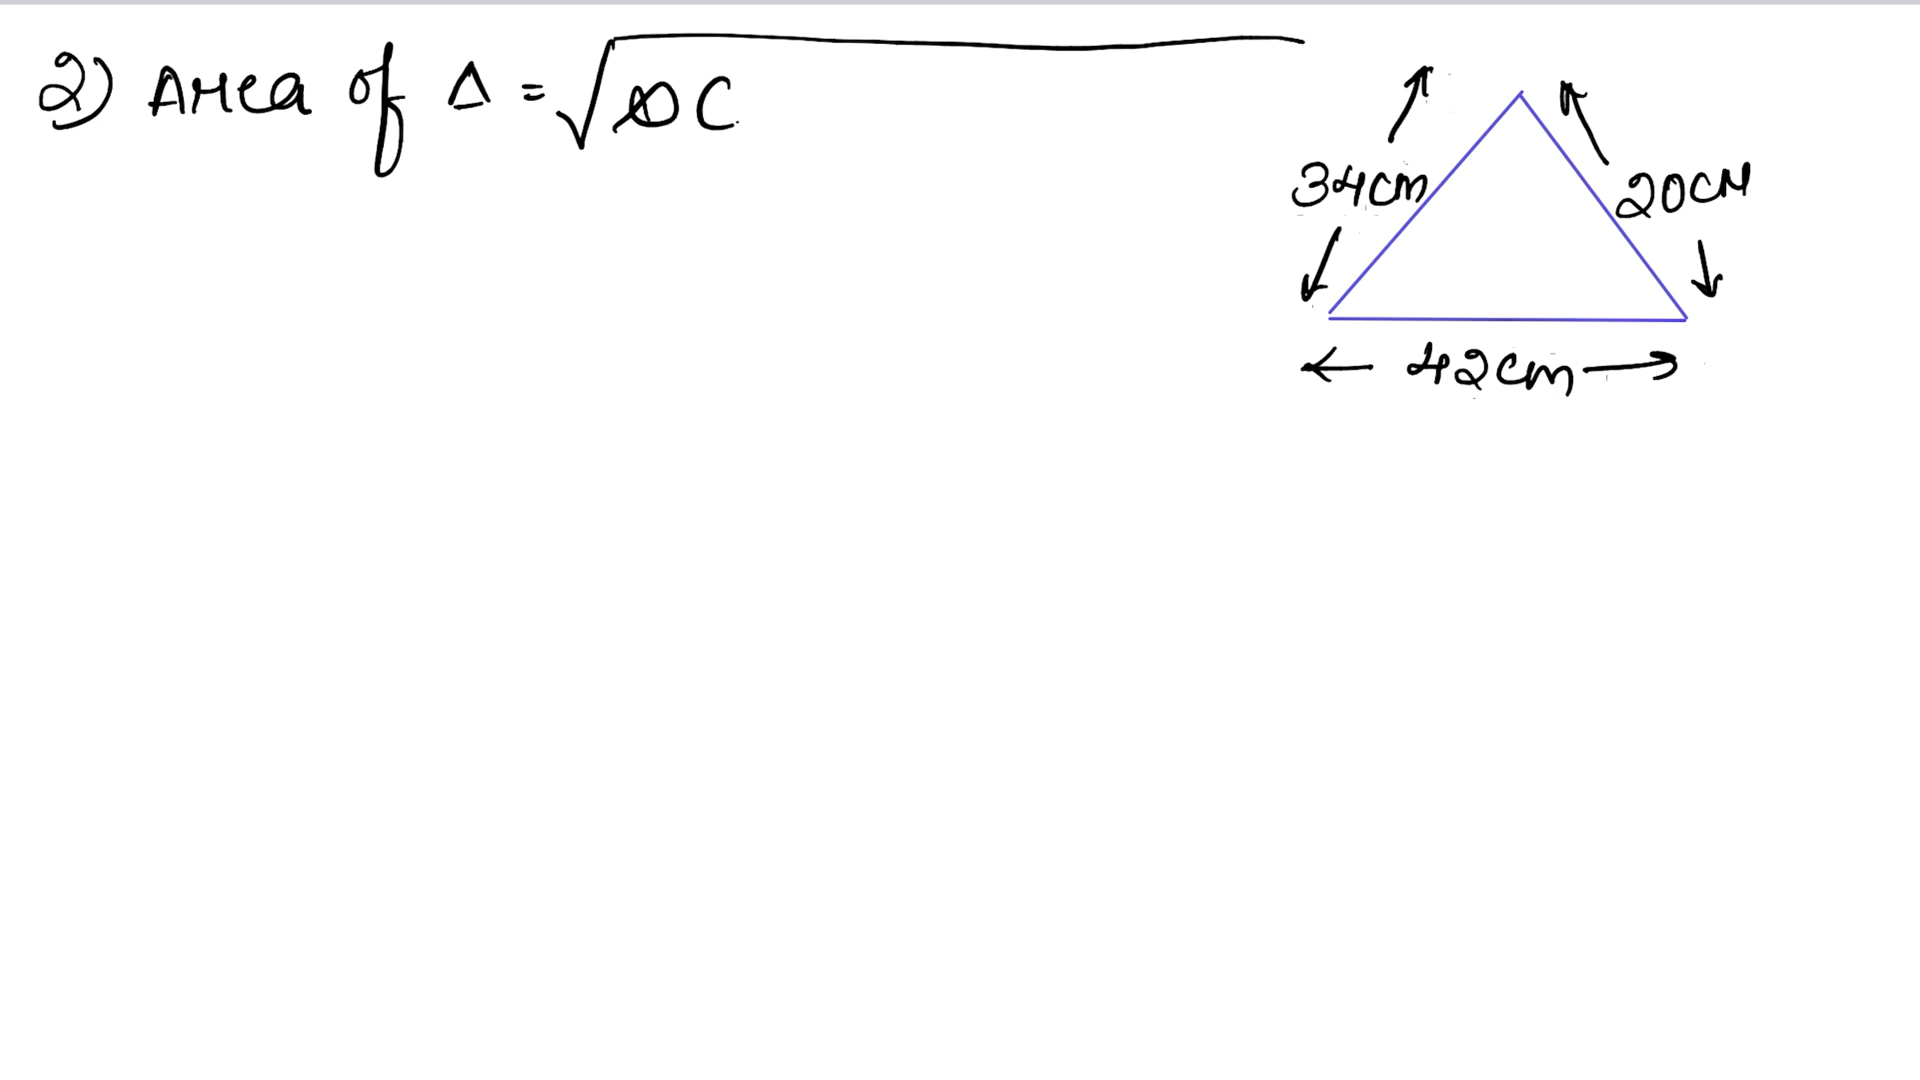 2) Area of Δ = √s(
34cm
20cm
42cm